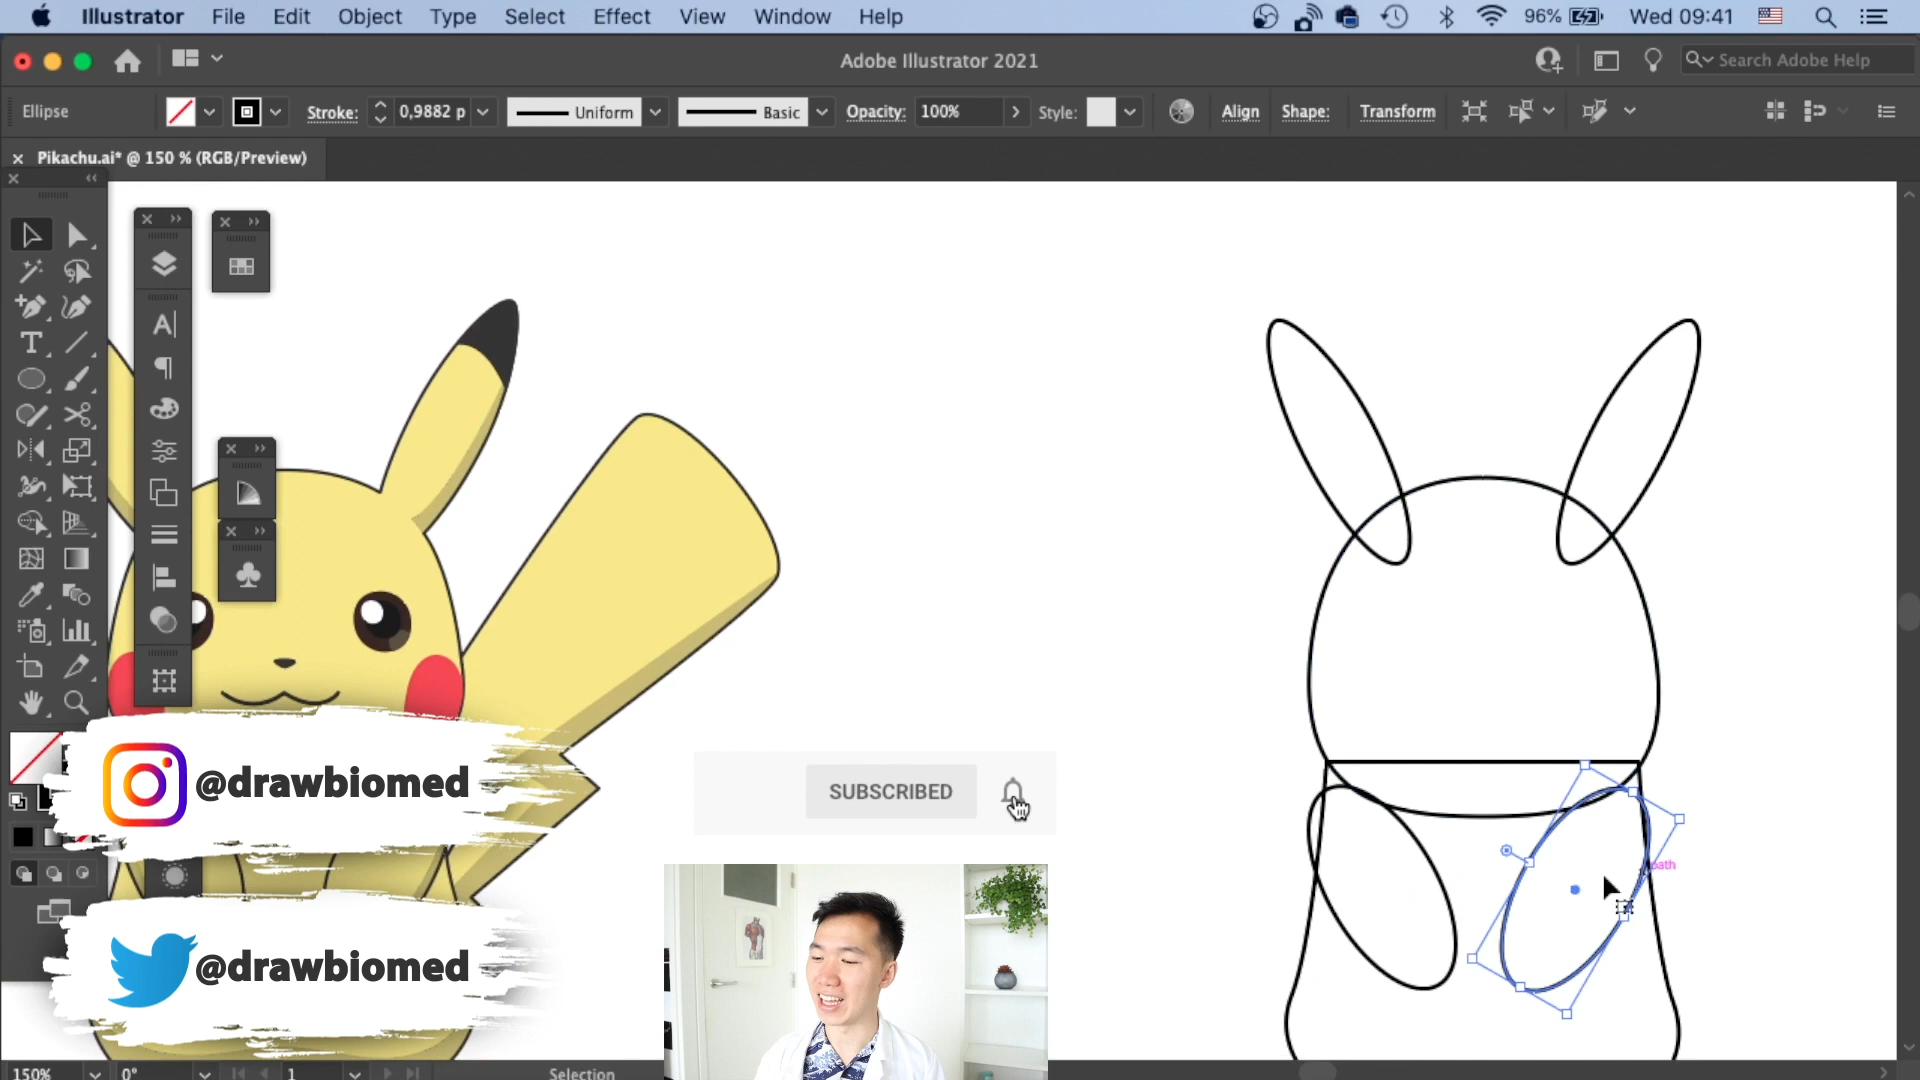 Illustrator File Edit Object Type Select Effect View Window Help 96% Wed 09:41
Adobe Illustrator 2021 Search Adobe Help
Ellipse Stroke: 0,9882 p Uniform Basic Opacity: 100% Style: Align Shape: Transform
Pikachu.ai* @ 150 % (RGB/Preview)
@drawbiomed
SUBSCRIBED
path
@drawbiomed
150% 0° 1 Selection